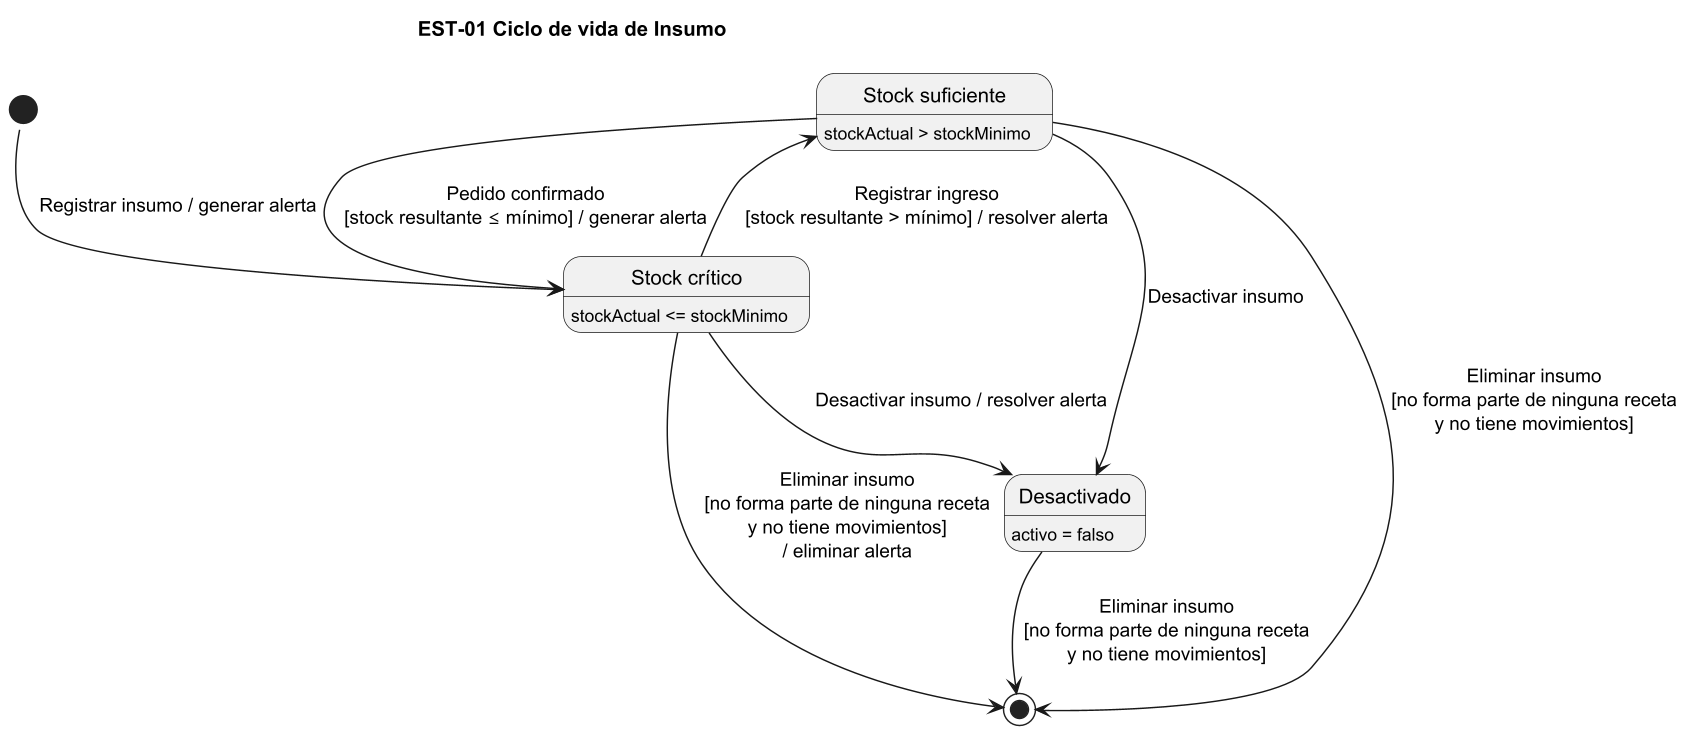 EST-01 Ciclo de vida de Insumo
Stock suficiente
stockActual > stockMinimo
Registrar insumo / generar alerta
Pedido confirmado
[stock resultante ≤ mínimo] / generar alerta
Registrar ingreso
[stock resultante > mínimo] / resolver alerta
Stock crítico
stockActual <= stockMinimo
Desactivar insumo
Desactivar insumo / resolver alerta
Eliminar insumo
[no forma parte de ninguna receta
y no tiene movimientos]
Eliminar insumo
[no forma parte de ninguna receta
y no tiene movimientos]
/ eliminar alerta
Desactivado
activo = falso
Eliminar insumo
[no forma parte de ninguna receta
y no tiene movimientos]